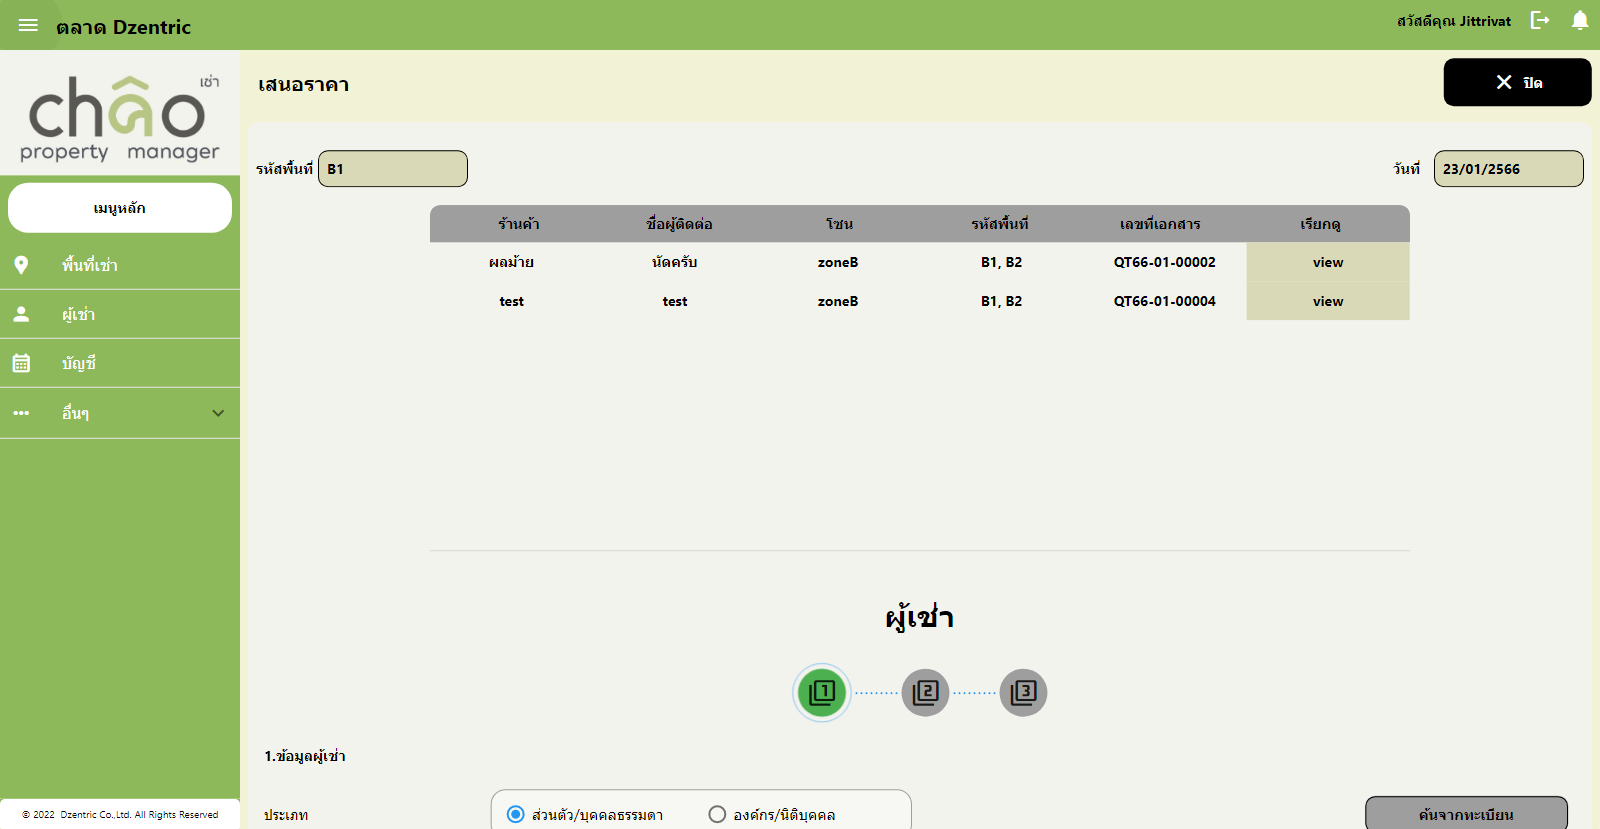 ตลาด Dzentric
สวัสดีคุณ Jittrivat
chao เช่า
property manager
เมนูหลัก
พื้นที่เช่า
ผู้เช่า
บัญชี
อื่นๆ
© 2022 Dzentric Co.,Ltd. All Rights Reserved
เสนอราคา
ปิด
รหัสพื้นที่ B1
วันที่ 23/01/2566
ร้านค้า ชื่อผู้ติดต่อ โซน รหัสพื้นที่ เลขที่เอกสาร เรียกดู
ผลม้าย นัดครับ zoneB B1, B2 QT66-01-00002 view
test test zoneB B1, B2 QT66-01-00004 view
ผู้เช่า
1 2 3
1.ข้อมูลผู้เช่า
ประเภท ส่วนตัว/บุคคลธรรมดา องค์กร/นิติบุคคล ค้นจากทะเบียน